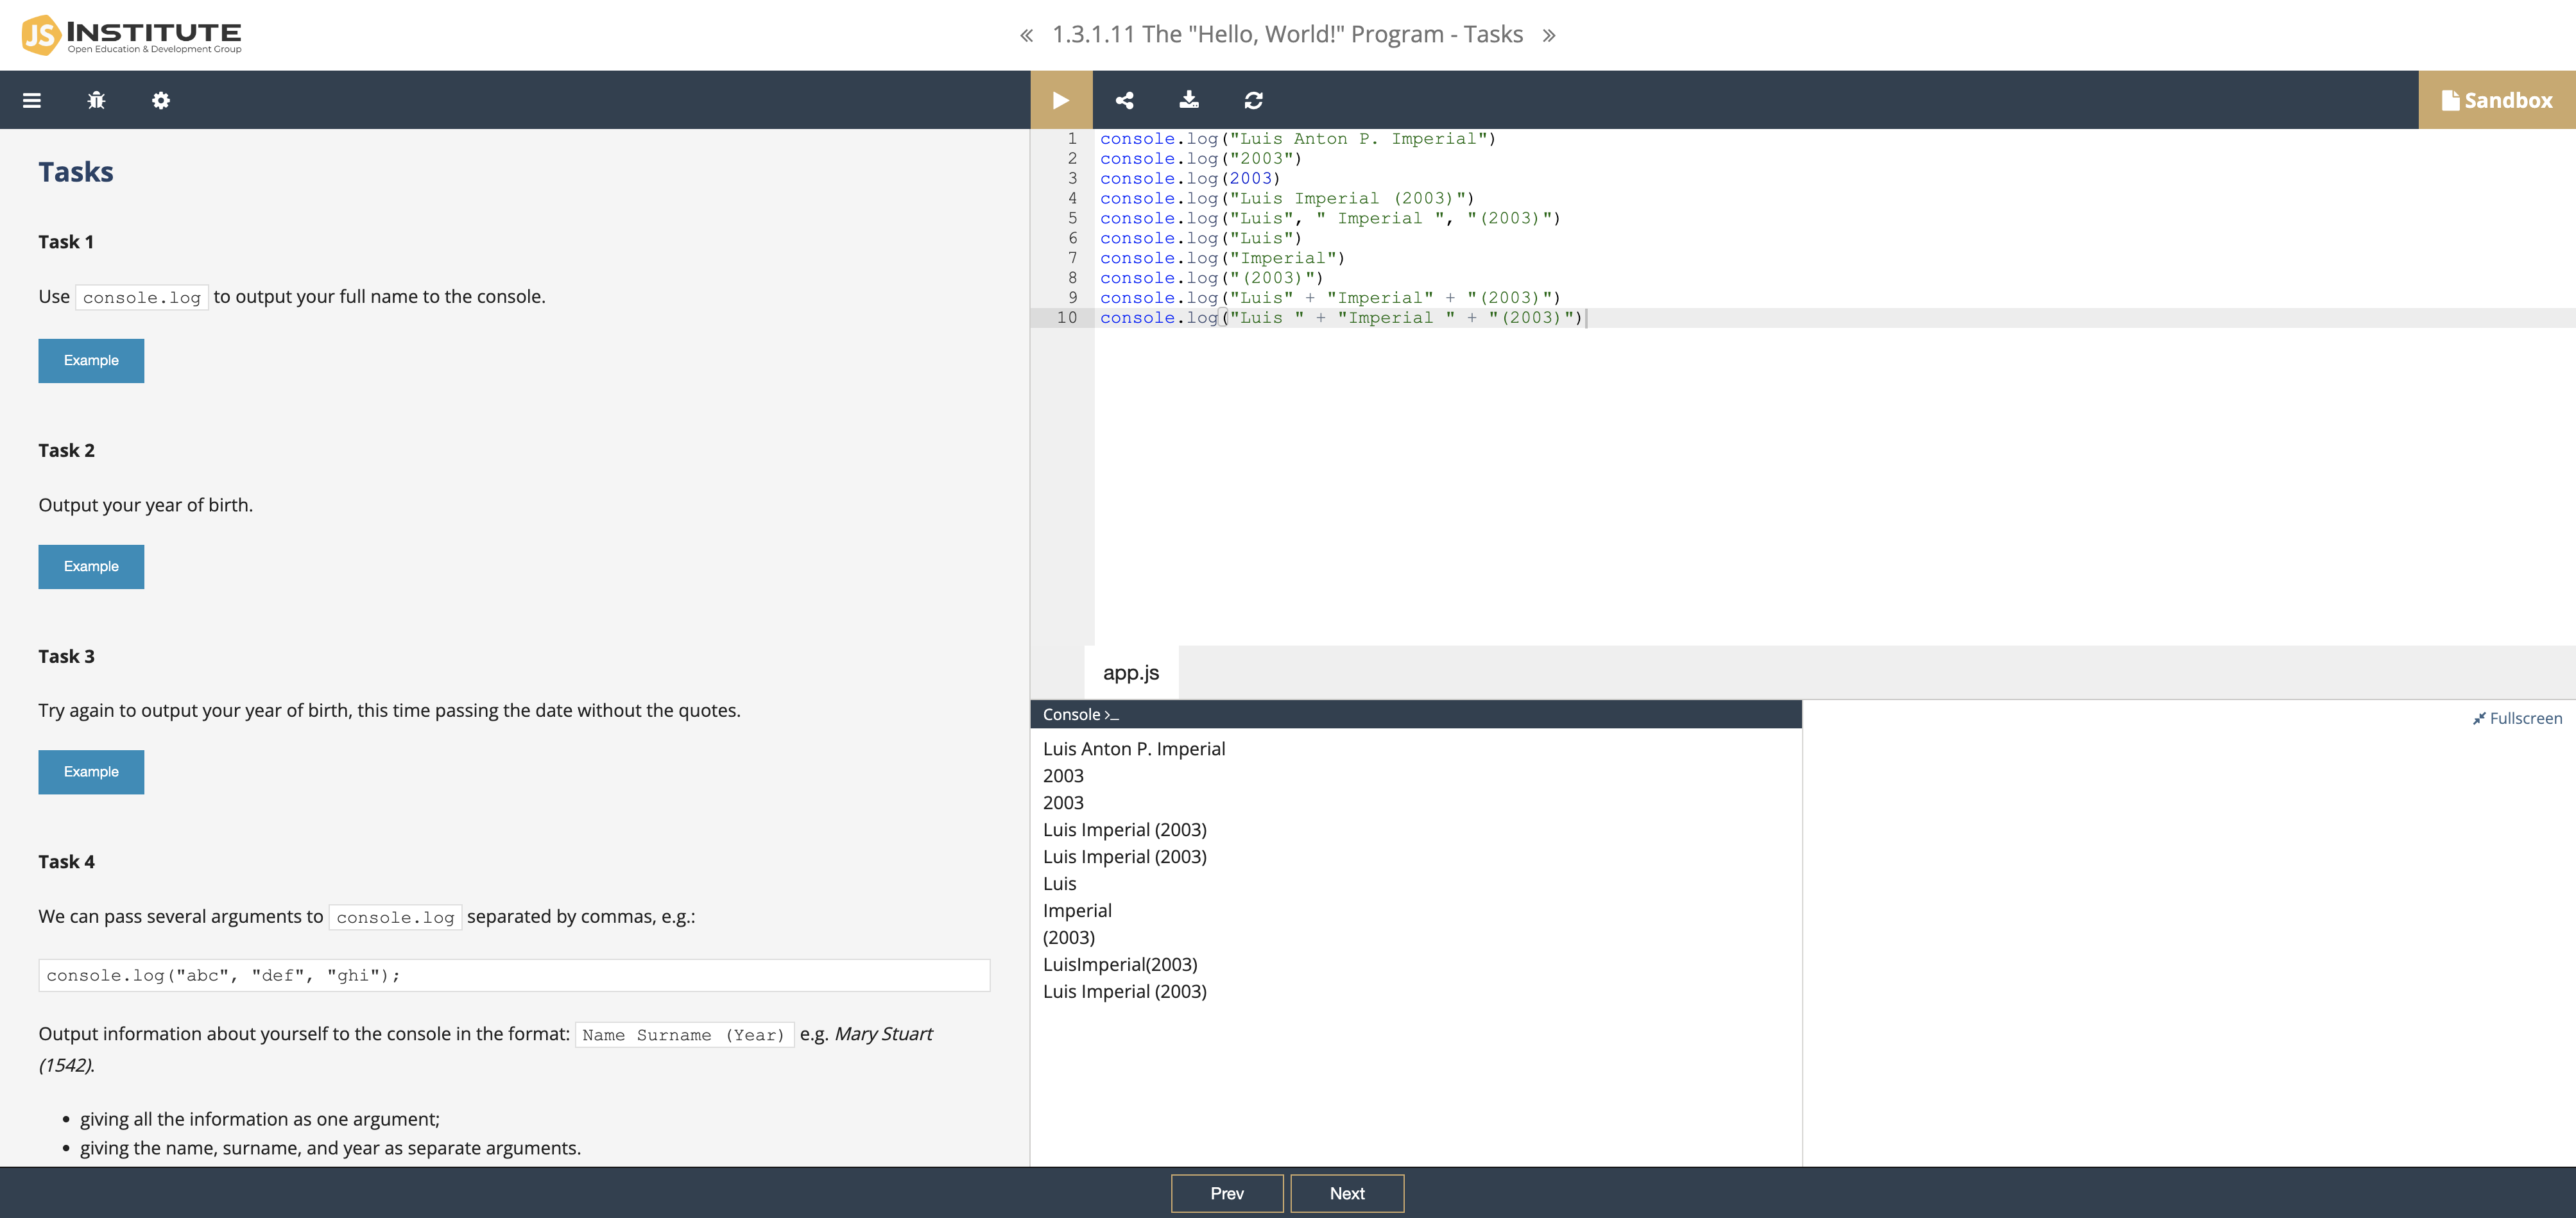 JS INSTITUTE
Open Education & Development Group
« 1.3.1.11 The "Hello, World!" Program - Tasks »
Sandbox
Tasks
Task 1
Use console.log to output your full name to the console.
Example
Task 2
Output your year of birth.
Example
Task 3
Try again to output your year of birth, this time passing the date without the quotes.
Example
Task 4
We can pass several arguments to console.log separated by commas, e.g.:
console.log("abc", "def", "ghi");
Output information about yourself to the console in the format: Name Surname (Year) e.g. Mary Stuart
(1542).
• giving all the information as one argument;
• giving the name, surname, and year as separate arguments.
1 console.log("Luis Anton P. Imperial")
2 console.log("2003")
3 console.log(2003)
4 console.log("Luis Imperial (2003)")
5 console.log("Luis", " Imperial ", "(2003)")
6 console.log("Luis")
7 console.log("Imperial")
8 console.log("(2003)")
9 console.log("Luis" + "Imperial" + "(2003)")
10 console.log("Luis " + "Imperial " + "(2003)")
app.js
Console >_
Fullscreen
Luis Anton P. Imperial
2003
2003
Luis Imperial (2003)
Luis Imperial (2003)
Luis
Imperial
(2003)
LuisImperial(2003)
Luis Imperial (2003)
Prev
Next